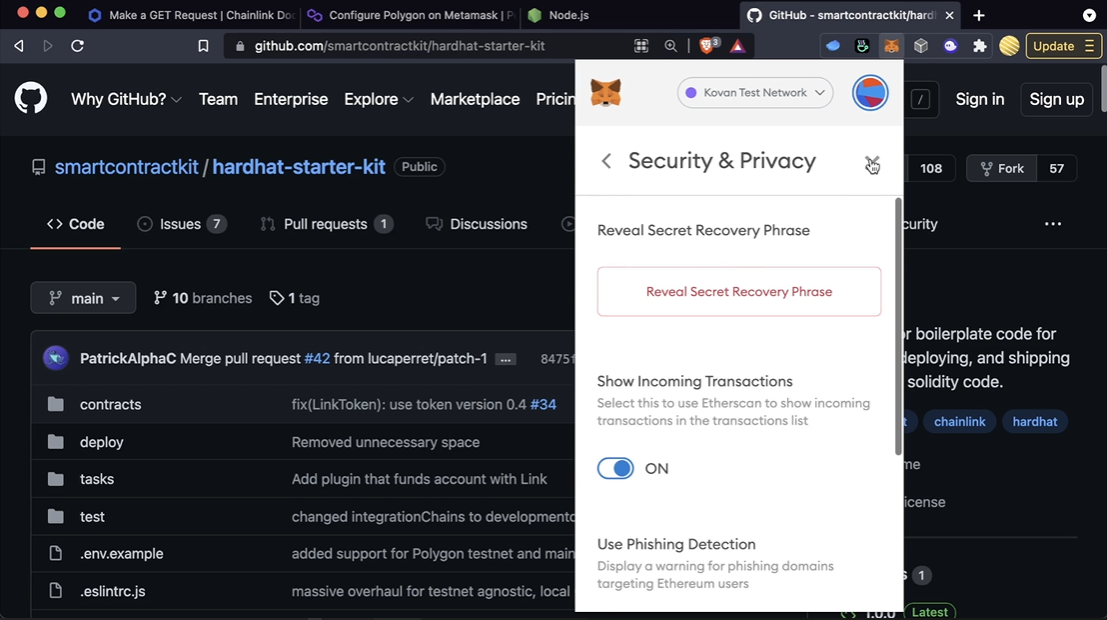 Make a GET Request | Chainlink Do
Configure Polygon on Metamask | P
Node.js
GitHub - smartcontractkit/hard
github.com/smartcontractkit/hardhat-starter-kit
3
Update
Why GitHub?
Team
Enterprise
Explore
Marketplace
Pricin
/
Sign in
Sign up
Kovan Test Network
smartcontractkit / hardhat-starter-kit
Public
108
Fork
57
Security & Privacy
Code
Issues 7
Pull requests 1
Discussions
curity
Reveal Secret Recovery Phrase
Reveal Secret Recovery Phrase
main
10 branches
1 tag
or boilerplate code for
deploying, and shipping
solidity code.
PatrickAlphaC Merge pull request #42 from lucaperret/patch-1 ...
8475f
Show Incoming Transactions
Select this to use Etherscan to show incoming
transactions in the transactions list
ON
contracts
fix(LinkToken): use token version 0.4 #34
t
chainlink
hardhat
deploy
Removed unnecessary space
me
tasks
Add plugin that funds account with Link
icense
test
changed integrationChains to developmentc
Use Phishing Detection
Display a warning for phishing domains
targeting Ethereum users
.env.example
added support for Polygon testnet and main
.eslintrc.js
massive overhaul for testnet agnostic, local
s 1
1.0.0
Latest